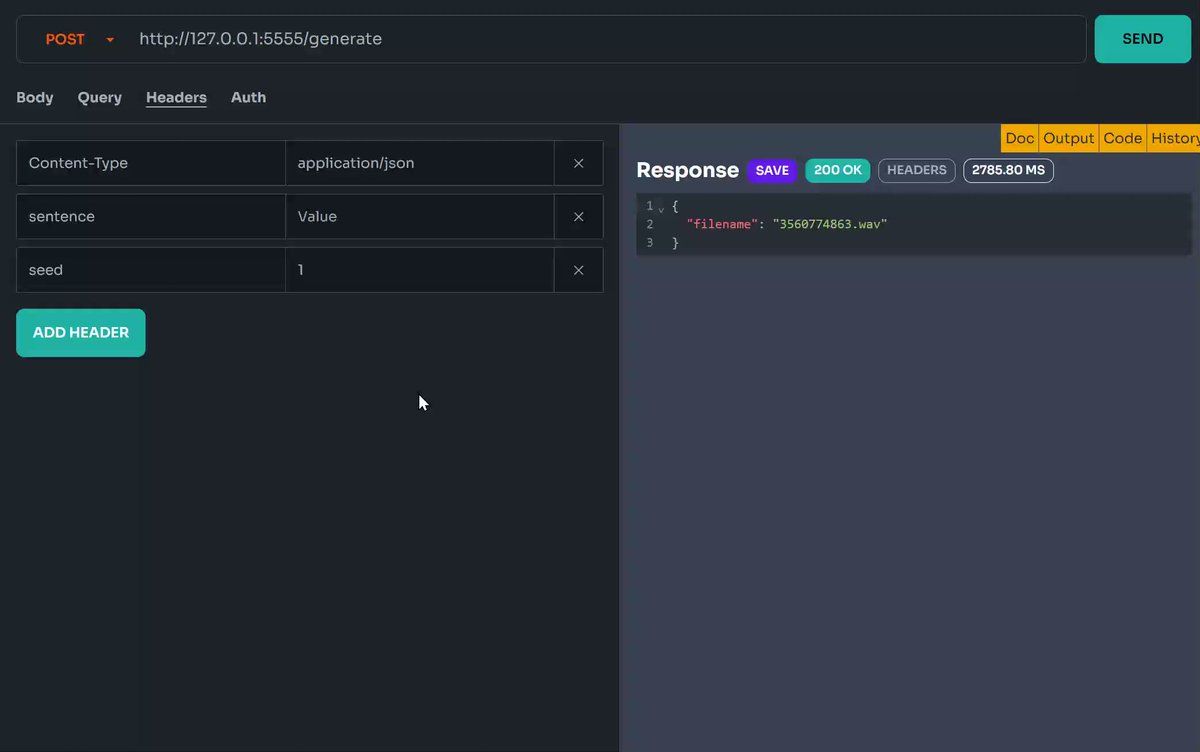 POST http://127.0.0.1:5555/generate SEND
Body Query Headers Auth
Content-Type application/json
sentence Value
seed 1
ADD HEADER
Doc Output Code History
Response SAVE 200 OK HEADERS 2785.80 MS
1 {
2 "filename": "3560774863.wav"
3 }